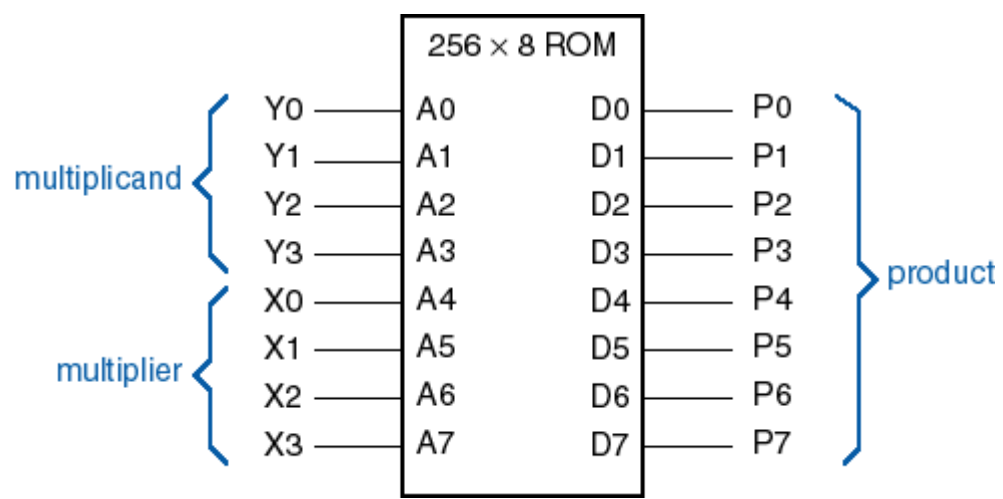 256 × 8 ROM
Y0 A0 D0 P0
Y1 A1 D1 P1
multiplicand
Y2 A2 D2 P2
Y3 A3 D3 P3
product
X0 A4 D4 P4
X1 A5 D5 P5
multiplier
X2 A6 D6 P6
X3 A7 D7 P7